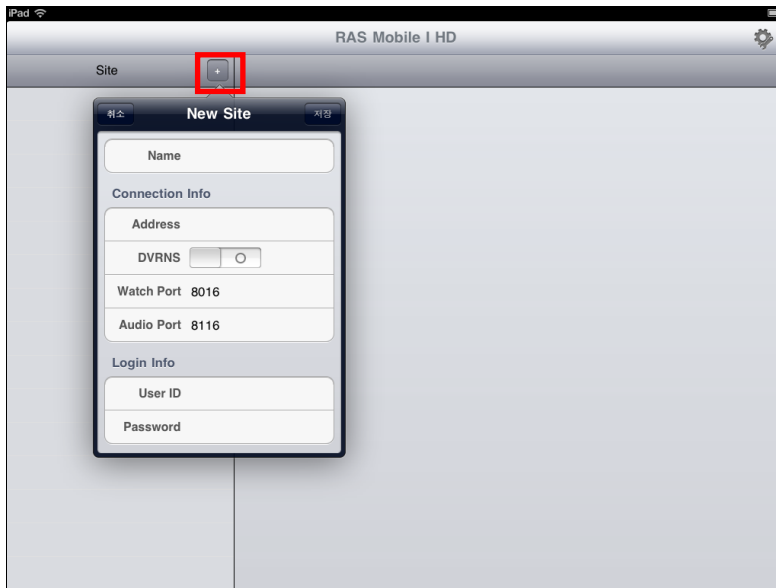 iPad
RAS Mobile I HD
Site +
취소 New Site 저장
Name
Connection Info
Address
DVRNS
Watch Port 8016
Audio Port 8116
Login Info
User ID
Password